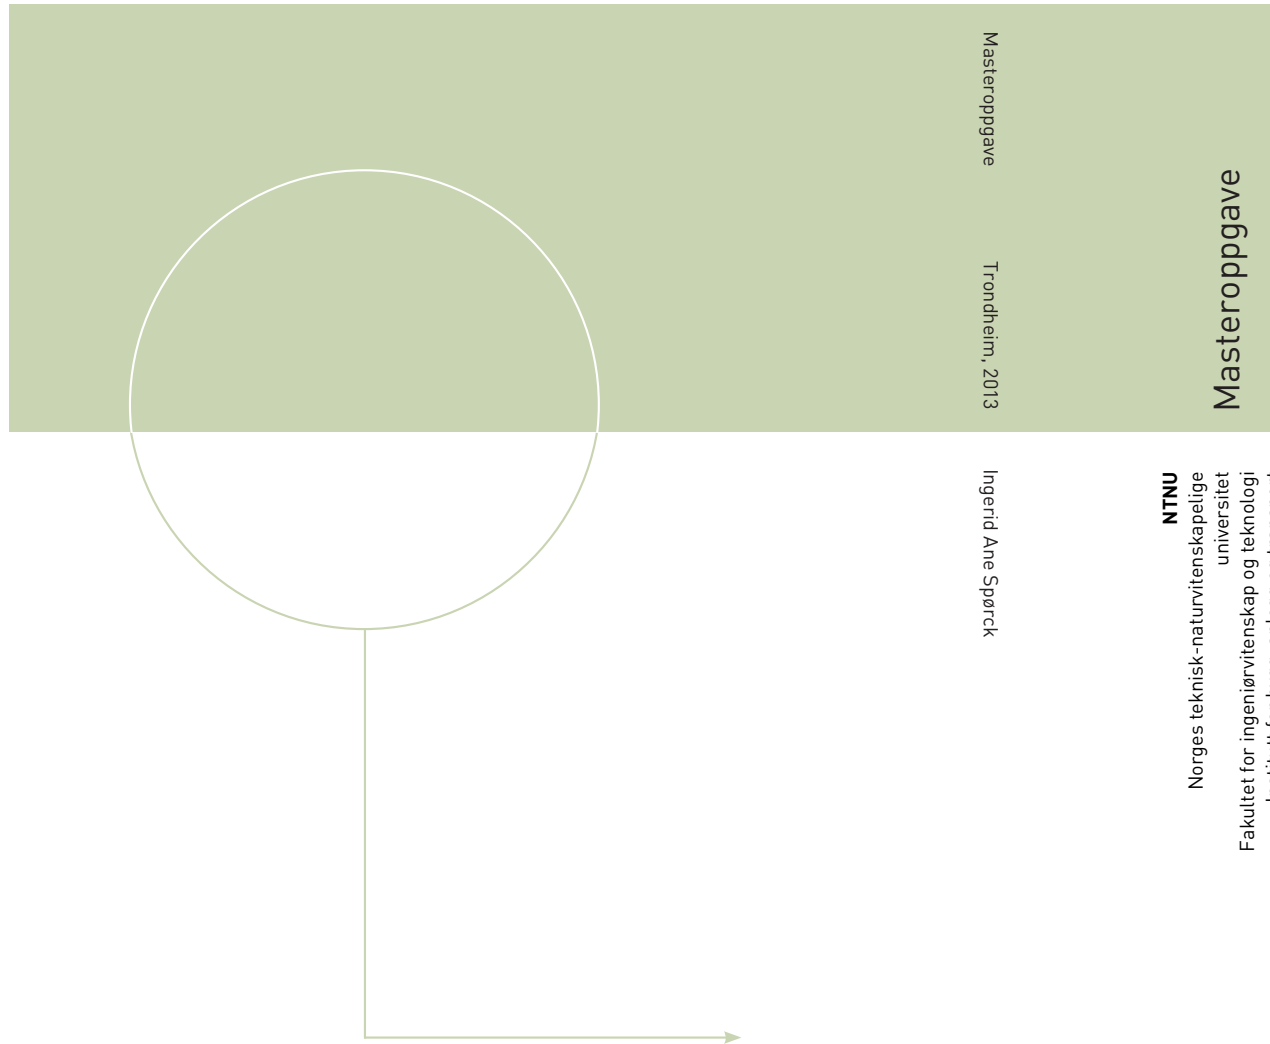 Masteroppgave
Trondheim, 2013
Ingerid Ane Spørck
Masteroppgave
NTNU
Norges teknisk-naturvitenskapelige
universitet
Fakultet for ingeniørvitenskap og teknologi